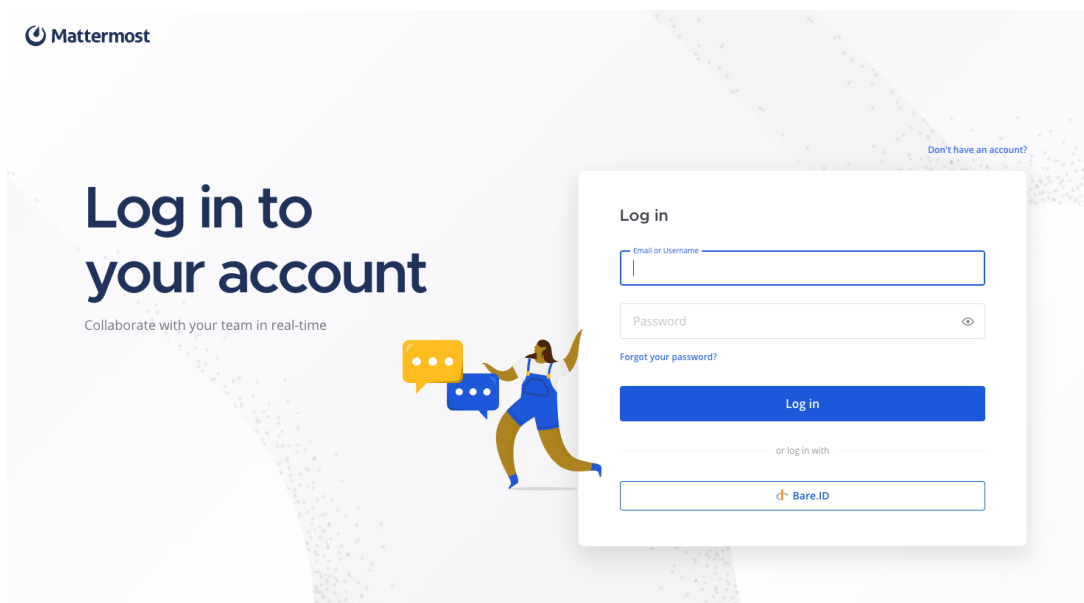 Mattermost
Don't have an account?
Log in to
your account
Collaborate with your team in real-time
Log in
Email or Username
Password
Forgot your password?
Log in
or log in with
Bare.ID